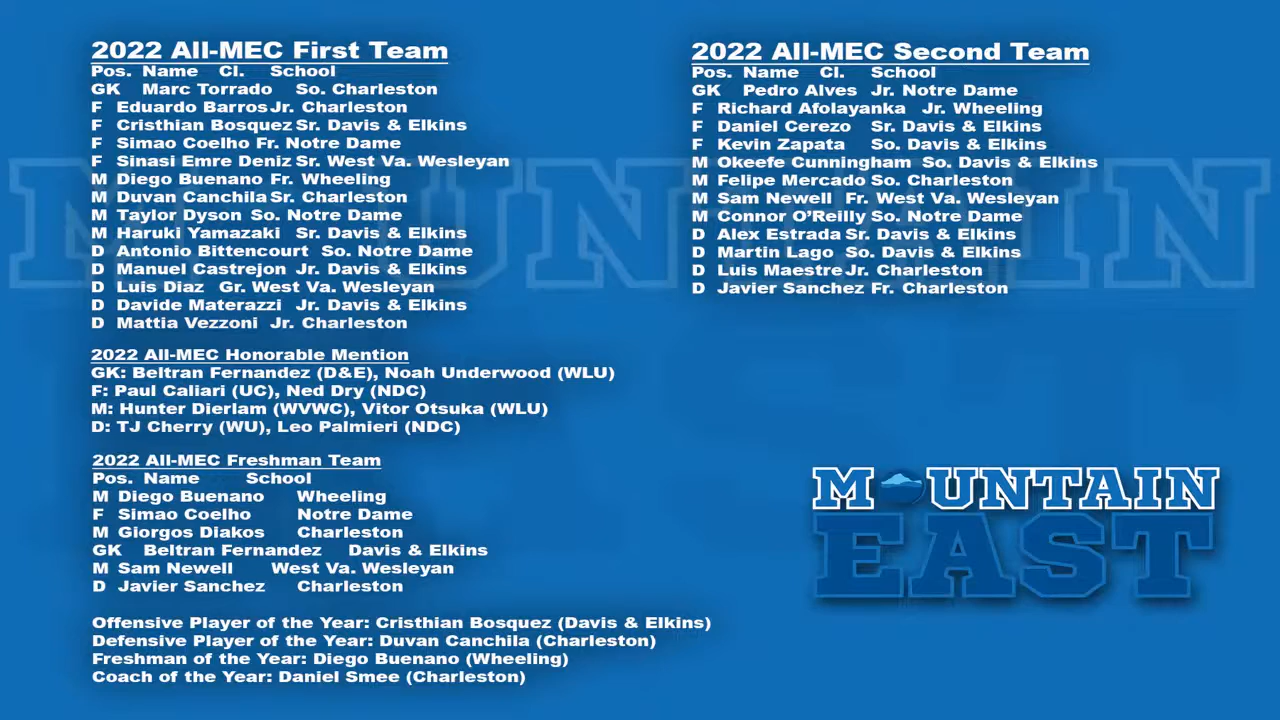 2022 All-MEC First Team
Pos. Name Cl. School
GK Marc Torrado So. Charleston
F Eduardo Barros Jr. Charleston
F Cristhian Bosquez Sr. Davis & Elkins
F Simao Coelho Fr. Notre Dame
F Sinasi Emre Deniz Sr. West Va. Wesleyan
M Diego Buenano Fr. Wheeling
M Duvan Canchila Sr. Charleston
M Taylor Dyson So. Notre Dame
M Haruki Yamazaki Sr. Davis & Elkins
D Antonio Bittencourt So. Notre Dame
D Manuel Castrejon Jr. Davis & Elkins
D Luis Diaz Gr. West Va. Wesleyan
D Davide Materazzi Jr. Davis & Elkins
D Mattia Vezzoni Jr. Charleston
2022 All-MEC Honorable Mention
GK: Beltran Fernandez (D&E), Noah Underwood (WLU)
F: Paul Caliari (UC), Ned Dry (NDC)
M: Hunter Dierlam (WVWC), Vitor Otsuka (WLU)
D: TJ Cherry (WU), Leo Palmieri (NDC)
2022 All-MEC Freshman Team
Pos. Name School
M Diego Buenano Wheeling
F Simao Coelho Notre Dame
M Giorgos Diakos Charleston
GK Beltran Fernandez Davis & Elkins
M Sam Newell West Va. Wesleyan
D Javier Sanchez Charleston
Offensive Player of the Year: Cristhian Bosquez (Davis & Elkins)
Defensive Player of the Year: Duvan Canchila (Charleston)
Freshman of the Year: Diego Buenano (Wheeling)
Coach of the Year: Daniel Smee (Charleston)
2022 All-MEC Second Team
Pos. Name Cl. School
GK Pedro Alves Jr. Notre Dame
F Richard Afolayanka Jr. Wheeling
F Daniel Cerezo Sr. Davis & Elkins
F Kevin Zapata So. Davis & Elkins
M Okeefe Cunningham So. Davis & Elkins
M Felipe Mercado So. Charleston
M Sam Newell Fr. West Va. Wesleyan
M Connor O'Reilly So. Notre Dame
D Alex Estrada Sr. Davis & Elkins
D Martin Lago So. Davis & Elkins
D Luis Maestre Jr. Charleston
D Javier Sanchez Fr. Charleston
MOUNTAIN
EAST